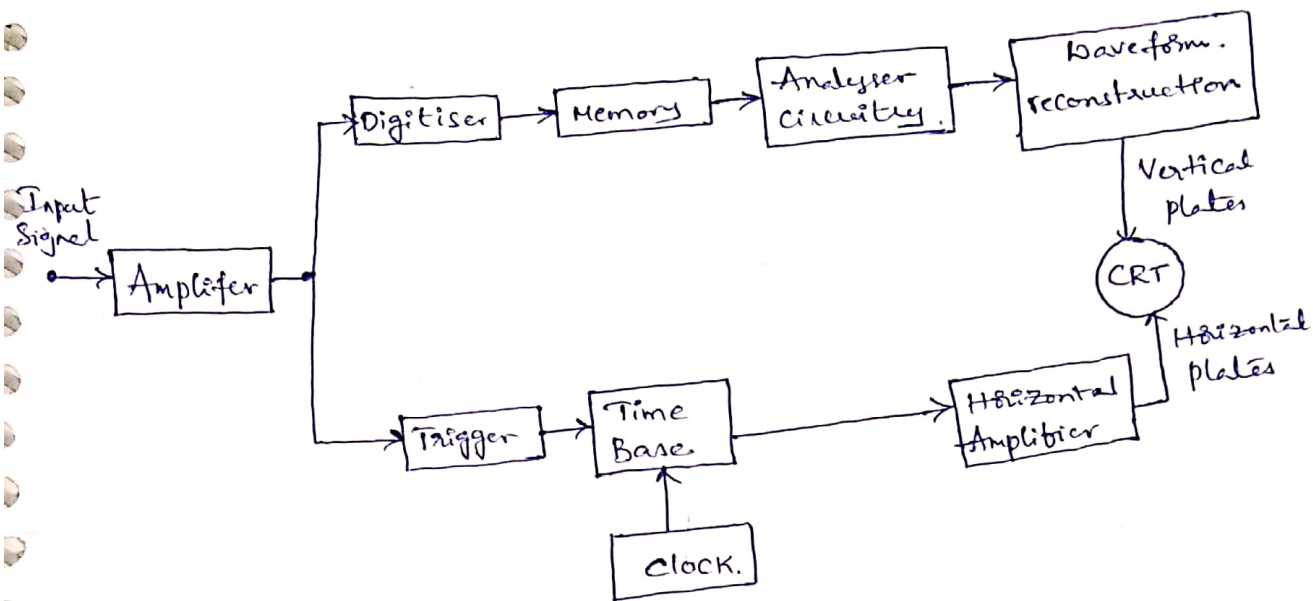 Input
Signal
Amplifer
Digitiser
Memory
Analyser
circuitry.
Waveform.
reconstruction
Vertical
plates
CRT
Horizontal
plates
Trigger
Time
Base
Horizontal
Amplifier
Clock.